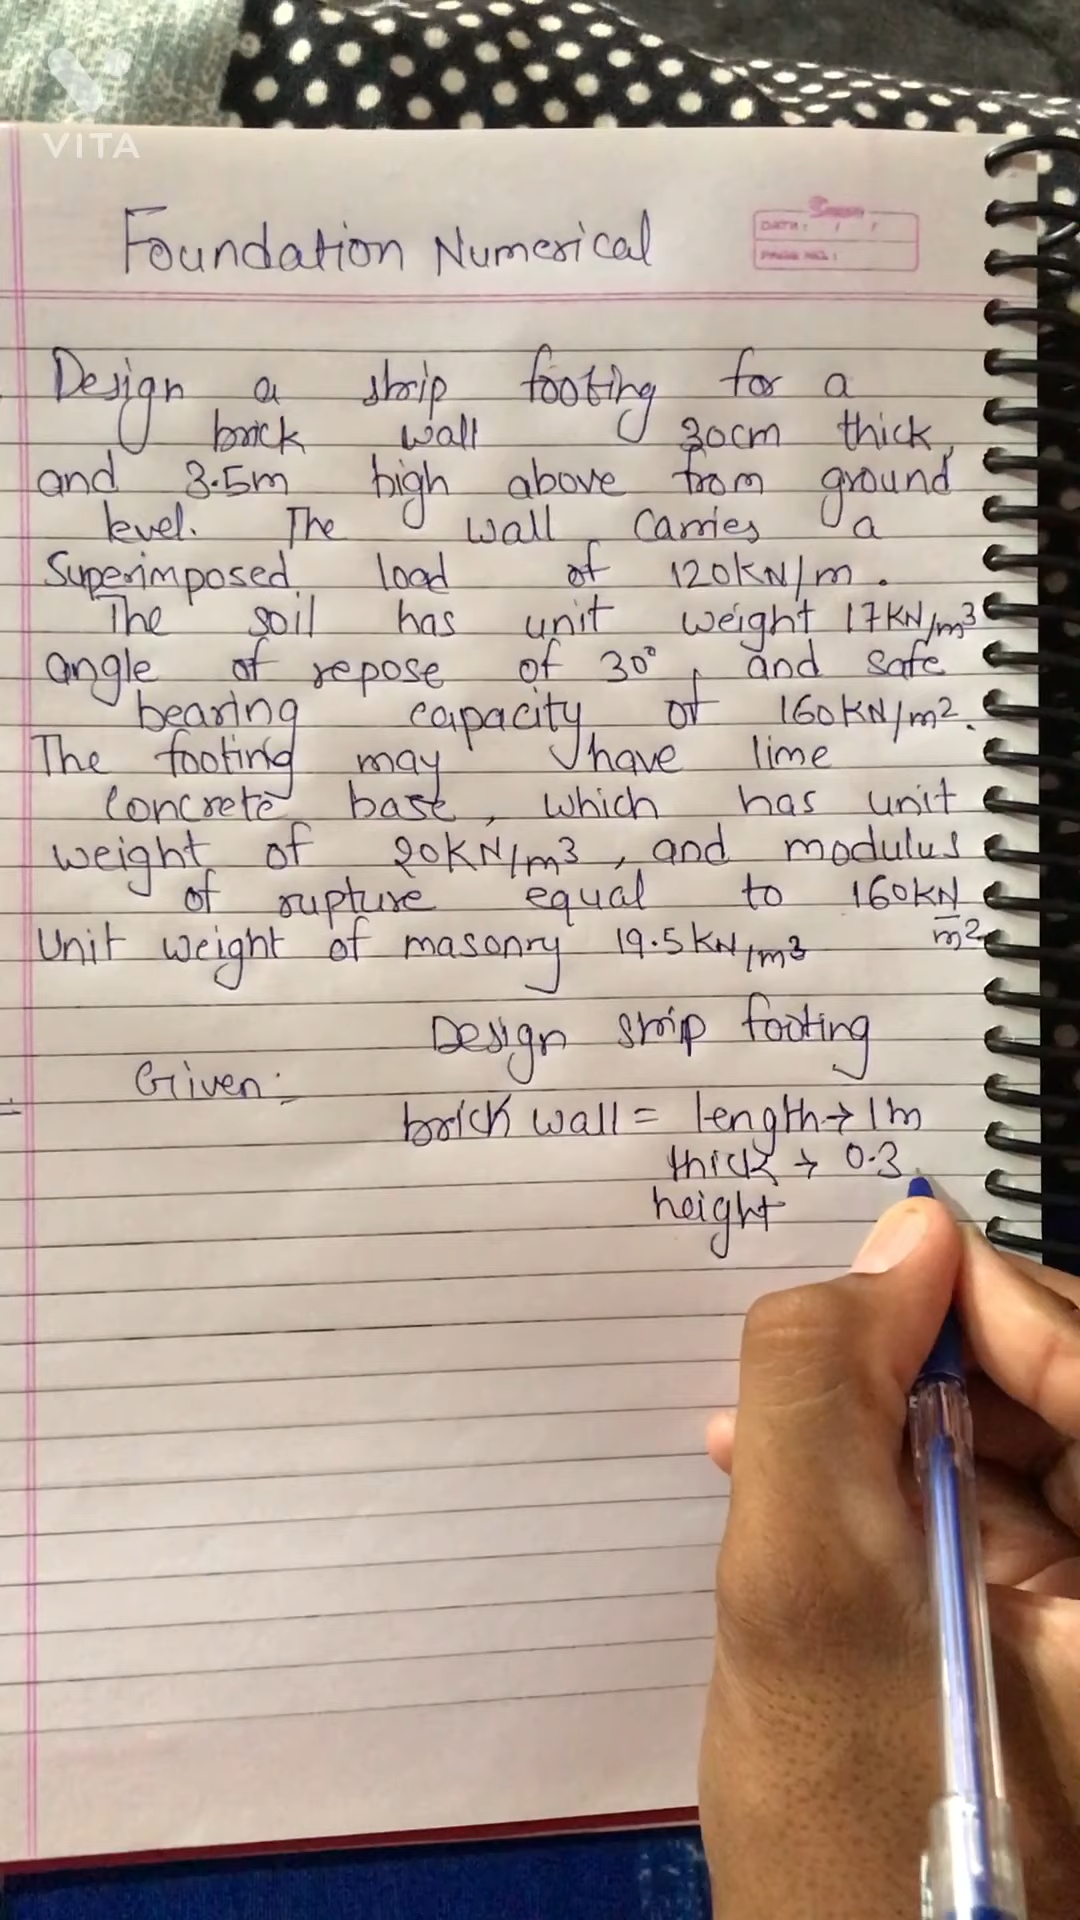 VITA
Foundation Numerical
DATE: / /
PAGE NO.:
Design a strip footing for a
brick wall 30cm thick,
and 3.5m high above from ground
level. The wall carries a
Superimposed load of 120KN/m.
The soil has unit weight 17KN/m3
angle of repose of 30°, and safe
bearing capacity of 160KN/m2.
The footing may have lime
concrete base, which has unit
weight of 20KN/m3, and modulus
of rupture equal to 160KN/m2
Unit weight of masonry 19.5KN/m3
Design strip footing
Given:
brick wall = length → 1m
thick → 0.3
height